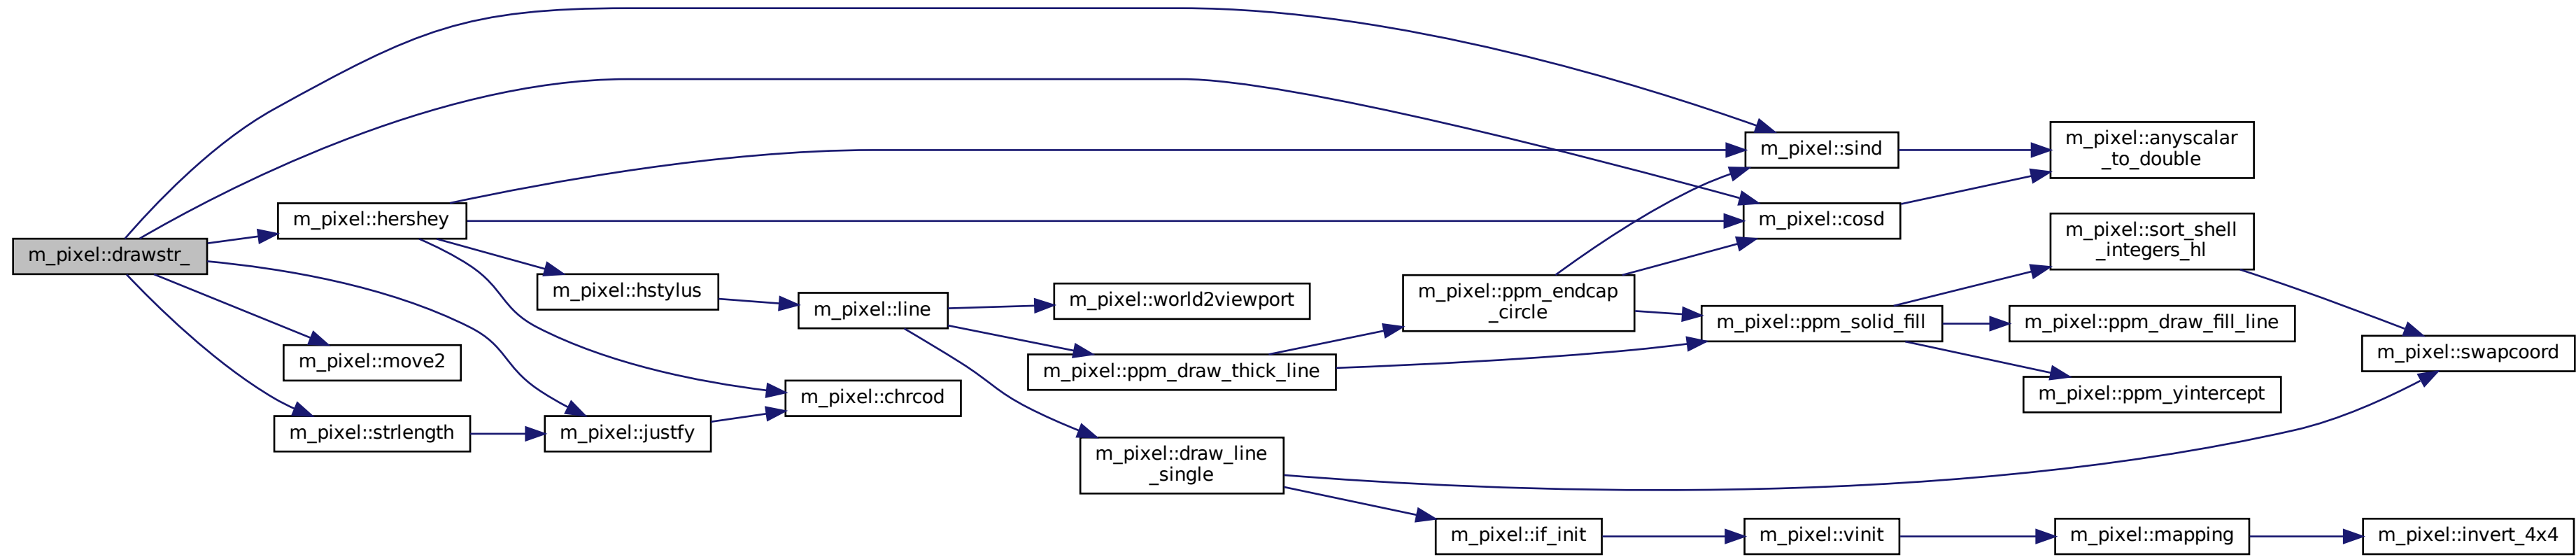 m_pixel::drawstr_
m_pixel::hershey
m_pixel::move2
m_pixel::strlength
m_pixel::hstylus
m_pixel::justfy
m_pixel::line
m_pixel::chrcod
m_pixel::world2viewport
m_pixel::ppm_draw_thick_line
m_pixel::draw_line
_single
m_pixel::ppm_endcap
_circle
m_pixel::if_init
m_pixel::sind
m_pixel::cosd
m_pixel::ppm_solid_fill
m_pixel::vinit
m_pixel::anyscalar
_to_double
m_pixel::sort_shell
_integers_hl
m_pixel::ppm_draw_fill_line
m_pixel::ppm_yintercept
m_pixel::mapping
m_pixel::swapcoord
m_pixel::invert_4x4